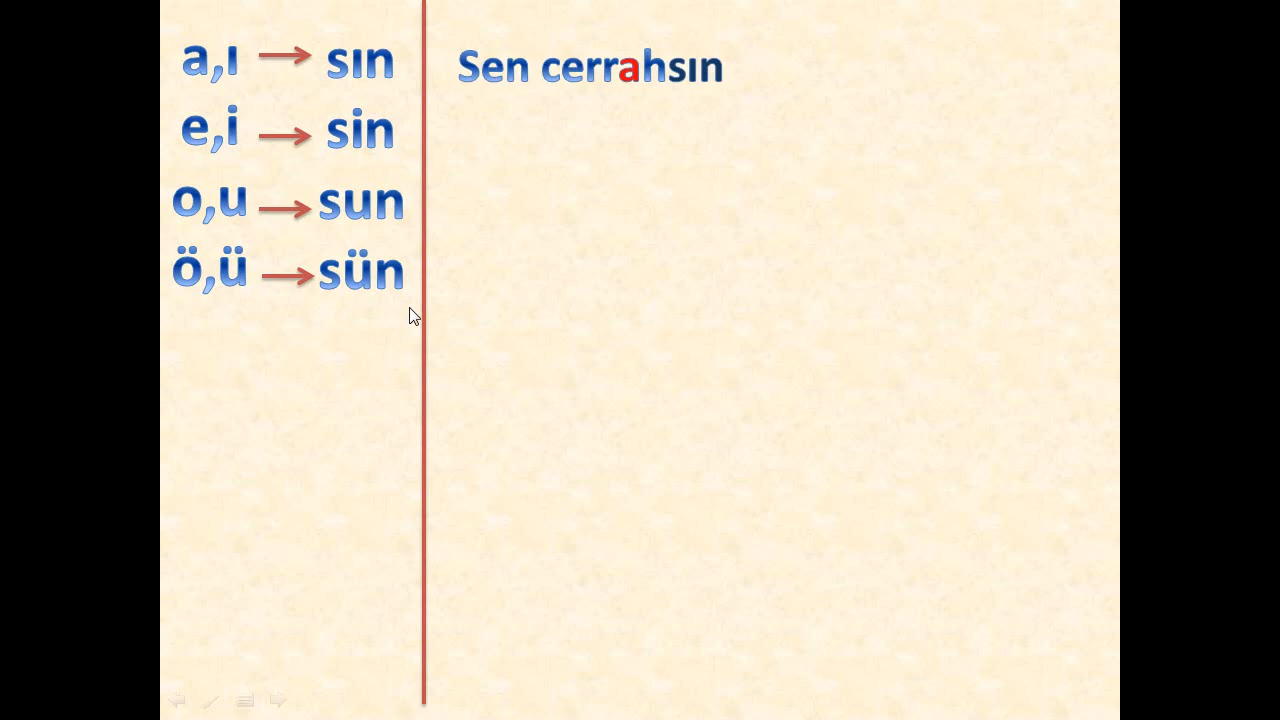 a,ı → sın
e,i → sin
o,u → sun
ö,ü → sün
Sen cerrahsın